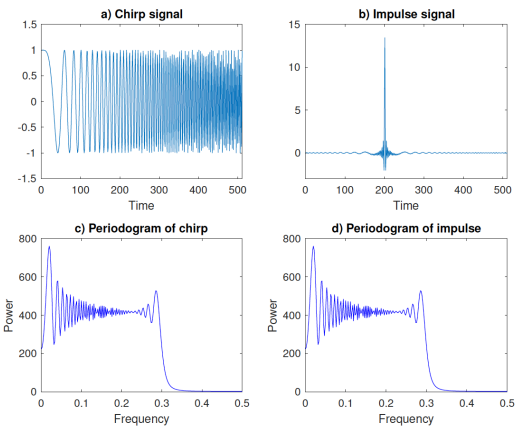 a) Chirp signal
1.5
1
0.5
0
-0.5
-1
-1.5
0 100 200 300 400 500
Time
b) Impulse signal
15
10
5
0
0 100 200 300 400 500
Time
c) Periodogram of chirp
800
600
400
200
0
Power
0 0.1 0.2 0.3 0.4 0.5
Frequency
d) Periodogram of impulse
800
600
400
200
0
Power
0 0.1 0.2 0.3 0.4 0.5
Frequency